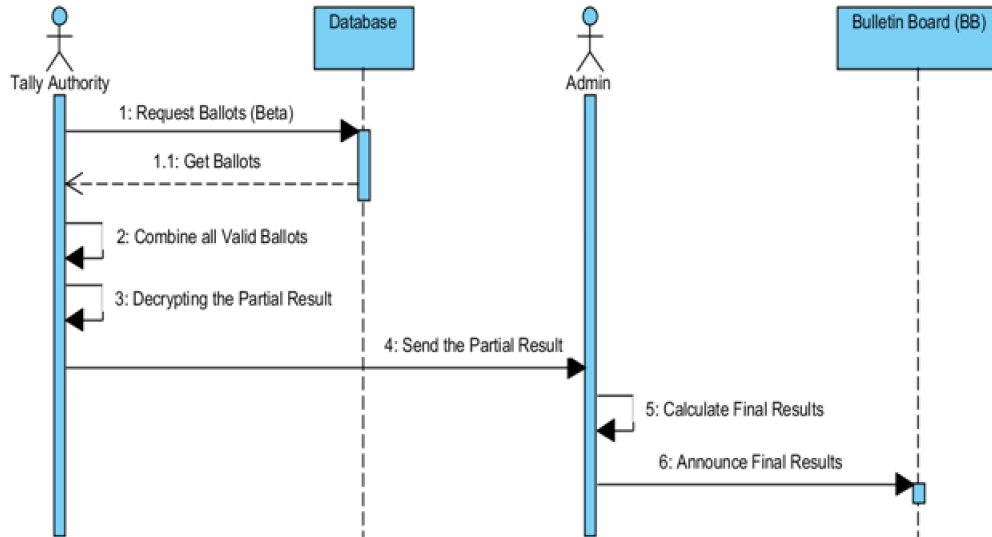 Database
Bulletin Board (BB)
Tally Authority
Admin
1: Request Ballots (Beta)
1.1: Get Ballots
2: Combine all Valid Ballots
3: Decrypting the Partial Result
4: Send the Partial Result
5: Calculate Final Results
6: Announce Final Results